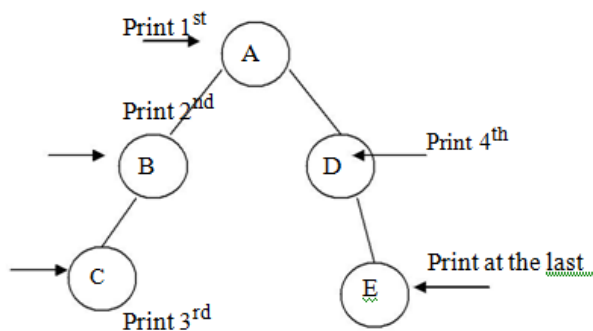 Print 1st
A
Print 2nd
B
D
Print 4th
C
E
Print at the last
Print 3rd